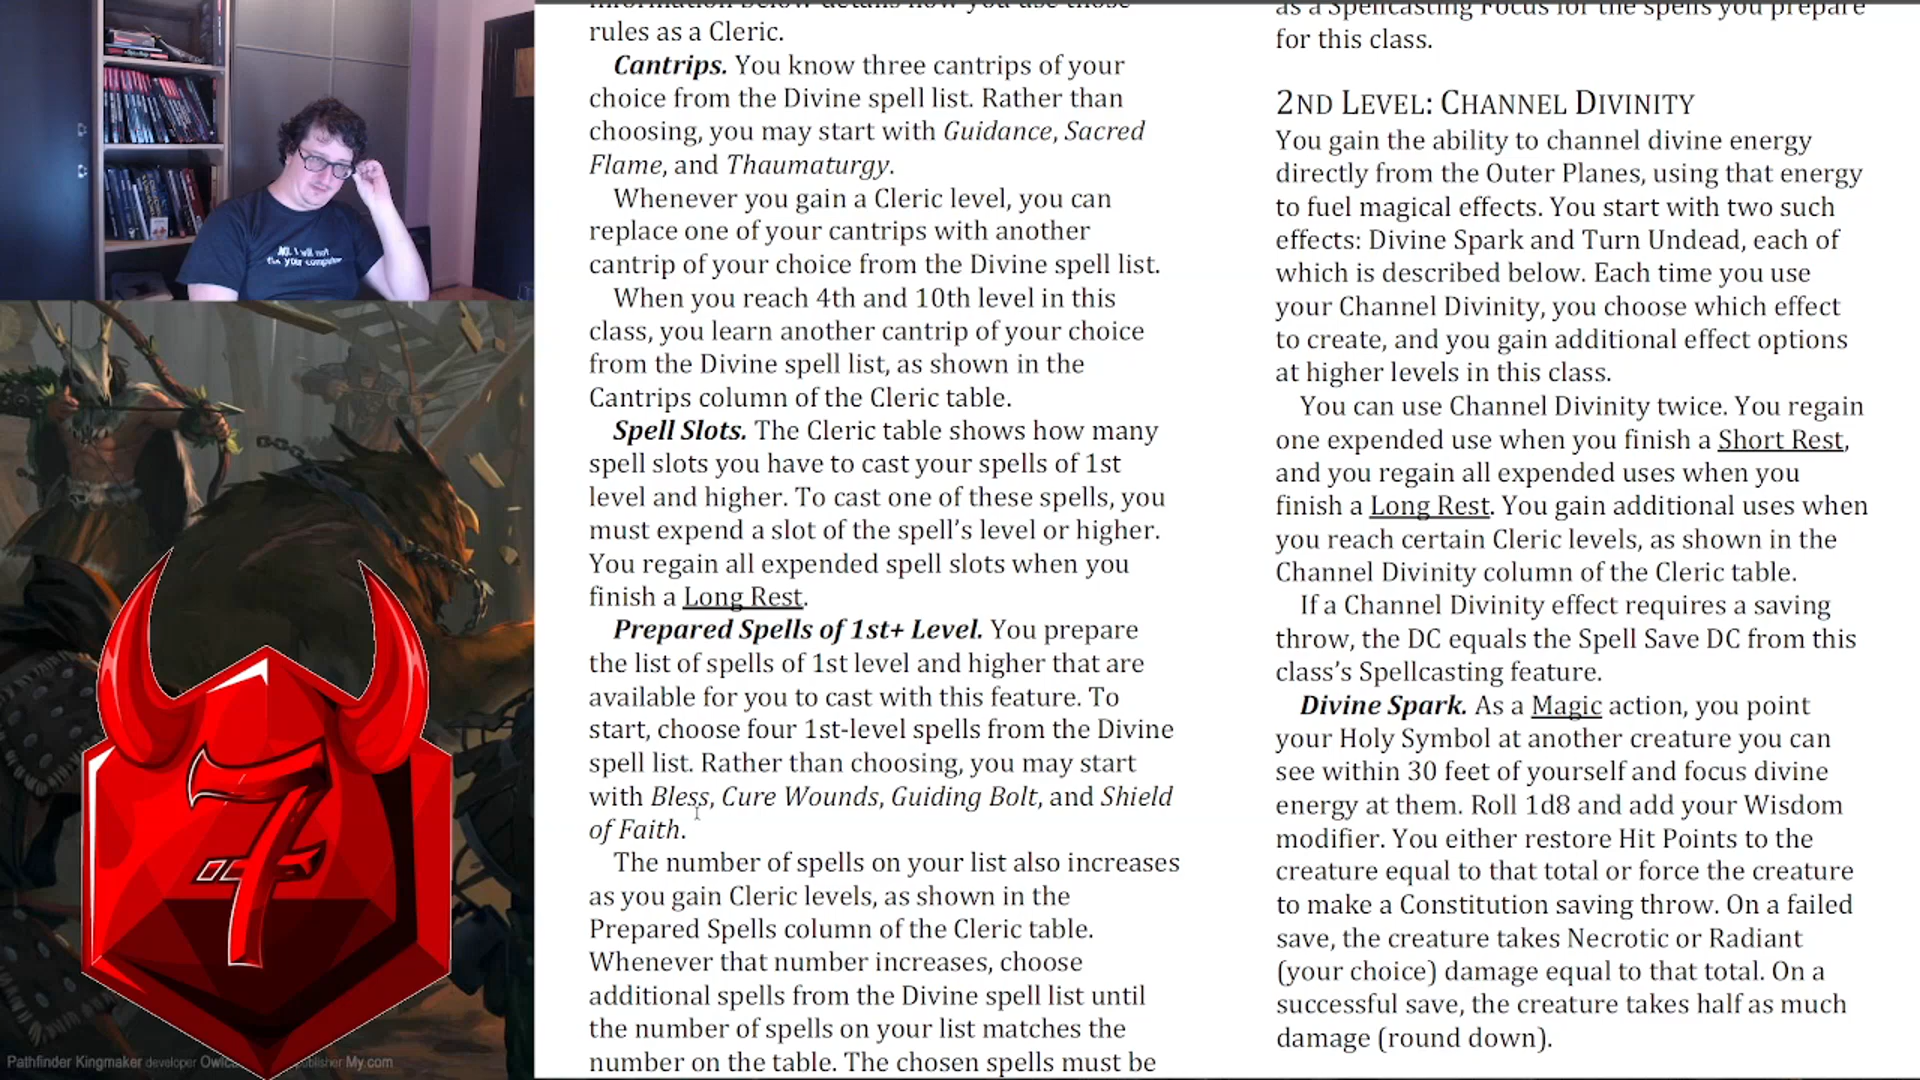 No, I will not
fix your computer
information below details how you use those
rules as a Cleric.
Cantrips. You know three cantrips of your
choice from the Divine spell list. Rather than
choosing, you may start with Guidance, Sacred
Flame, and Thaumaturgy.
Whenever you gain a Cleric level, you can
replace one of your cantrips with another
cantrip of your choice from the Divine spell list.
When you reach 4th and 10th level in this
class, you learn another cantrip of your choice
from the Divine spell list, as shown in the
Cantrips column of the Cleric table.
Spell Slots. The Cleric table shows how many
spell slots you have to cast your spells of 1st
level and higher. To cast one of these spells, you
must expend a slot of the spell’s level or higher.
You regain all expended spell slots when you
finish a Long Rest.
Prepared Spells of 1st+ Level. You prepare
the list of spells of 1st level and higher that are
available for you to cast with this feature. To
start, choose four 1st-level spells from the Divine
spell list. Rather than choosing, you may start
with Bless, Cure Wounds, Guiding Bolt, and Shield
of Faith.
The number of spells on your list also increases
as you gain Cleric levels, as shown in the
Prepared Spells column of the Cleric table.
Whenever that number increases, choose
additional spells from the Divine spell list until
the number of spells on your list matches the
number on the table. The chosen spells must be
as a Spellcasting Focus for the spells you prepare
for this class.
2ND LEVEL: CHANNEL DIVINITY
You gain the ability to channel divine energy
directly from the Outer Planes, using that energy
to fuel magical effects. You start with two such
effects: Divine Spark and Turn Undead, each of
which is described below. Each time you use
your Channel Divinity, you choose which effect
to create, and you gain additional effect options
at higher levels in this class.
You can use Channel Divinity twice. You regain
one expended use when you finish a Short Rest,
and you regain all expended uses when you
finish a Long Rest. You gain additional uses when
you reach certain Cleric levels, as shown in the
Channel Divinity column of the Cleric table.
If a Channel Divinity effect requires a saving
throw, the DC equals the Spell Save DC from this
class’s Spellcasting feature.
Divine Spark. As a Magic action, you point
your Holy Symbol at another creature you can
see within 30 feet of yourself and focus divine
energy at them. Roll 1d8 and add your Wisdom
modifier. You either restore Hit Points to the
creature equal to that total or force the creature
to make a Constitution saving throw. On a failed
save, the creature takes Necrotic or Radiant
(your choice) damage equal to that total. On a
successful save, the creature takes half as much
damage (round down).
7
Pathfinder Kingmaker developer My.com